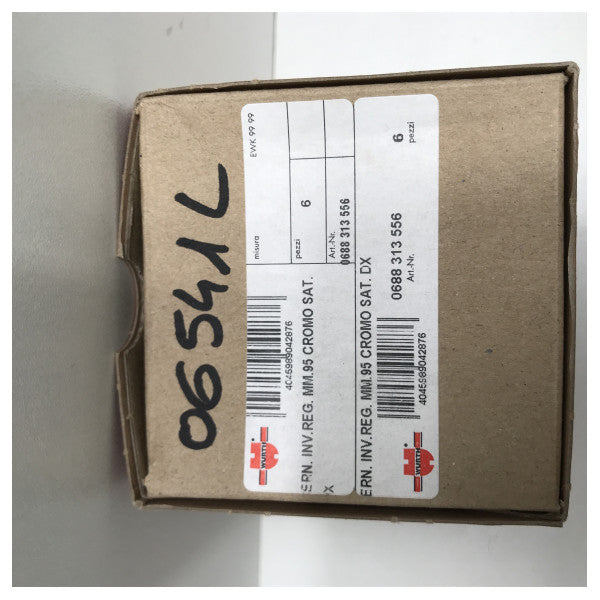 06541L
EWK 99 99
misura
pezzi
6
Art.-Nr.
0688 313 556
ERN. INV.REG. MM.95 CROMO SAT.
DX
4045989042876
WÜRTH
6
pezzi
ERN. INV.REG. MM.95 CROMO SAT. DX
0688 313 556
Art.-Nr.
4045989042876
WÜRTH